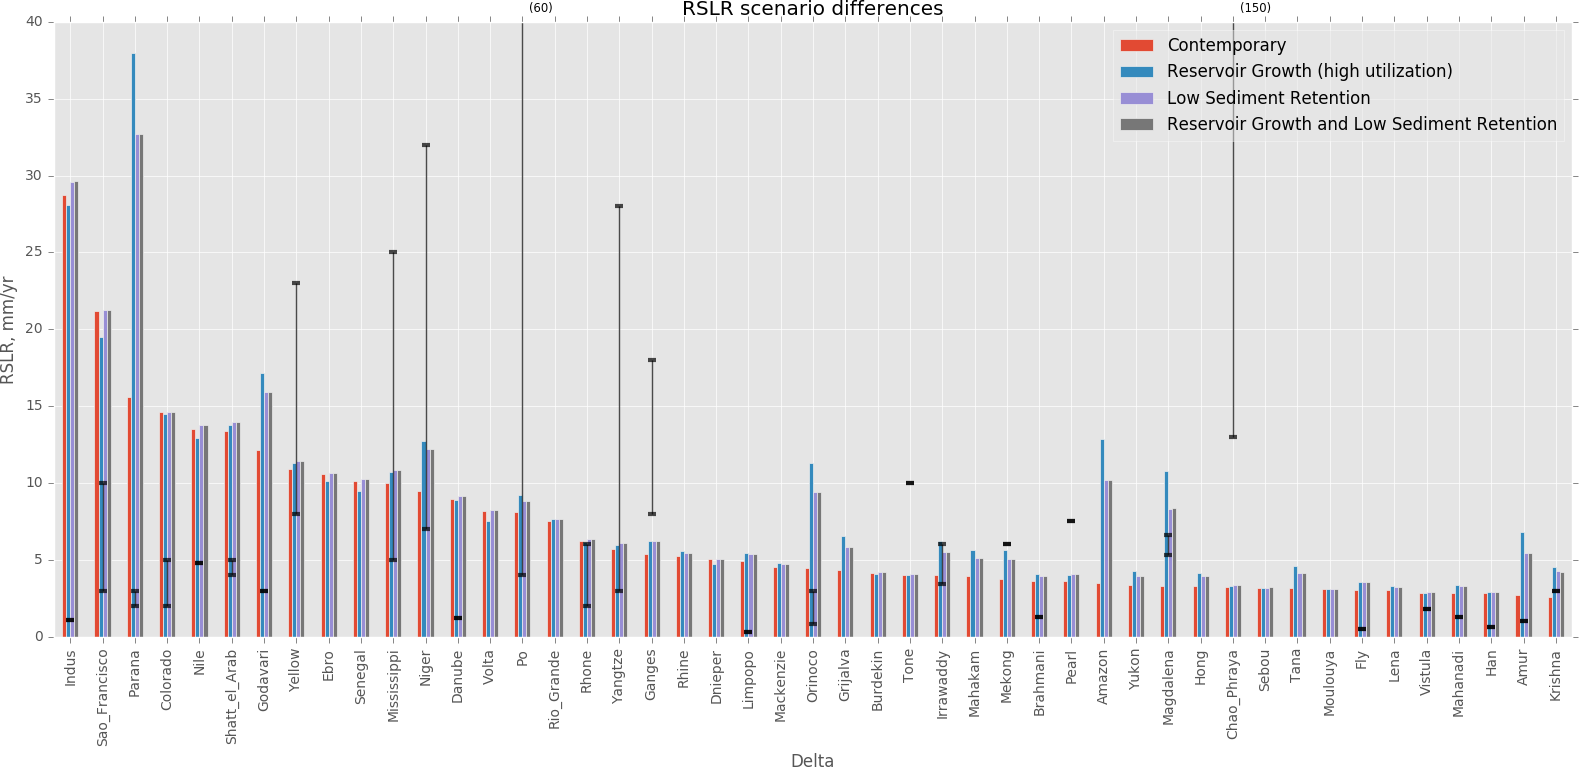 (60)
RSLR scenario differences
(150)
Contemporary
Reservoir Growth (high utilization)
Low Sediment Retention
Reservoir Growth and Low Sediment Retention
40
35
30
25
20
15
10
5
0
RSLR, mm/yr
Indus
Sao_Francisco
Parana
Colorado
Nile
Shatt_el_Arab
Godavari
Yellow
Ebro
Senegal
Mississippi
Niger
Danube
Volta
Po
Rio_Grande
Rhone
Yangtze
Ganges
Rhine
Dnieper
Limpopo
Mackenzie
Orinoco
Grijalva
Burdekin
Tone
Irrawaddy
Mahakam
Mekong
Brahmani
Pearl
Amazon
Yukon
Magdalena
Hong
Chao_Phraya
Sebou
Tana
Moulouya
Fly
Lena
Vistula
Mahanadi
Han
Amur
Krishna
Delta